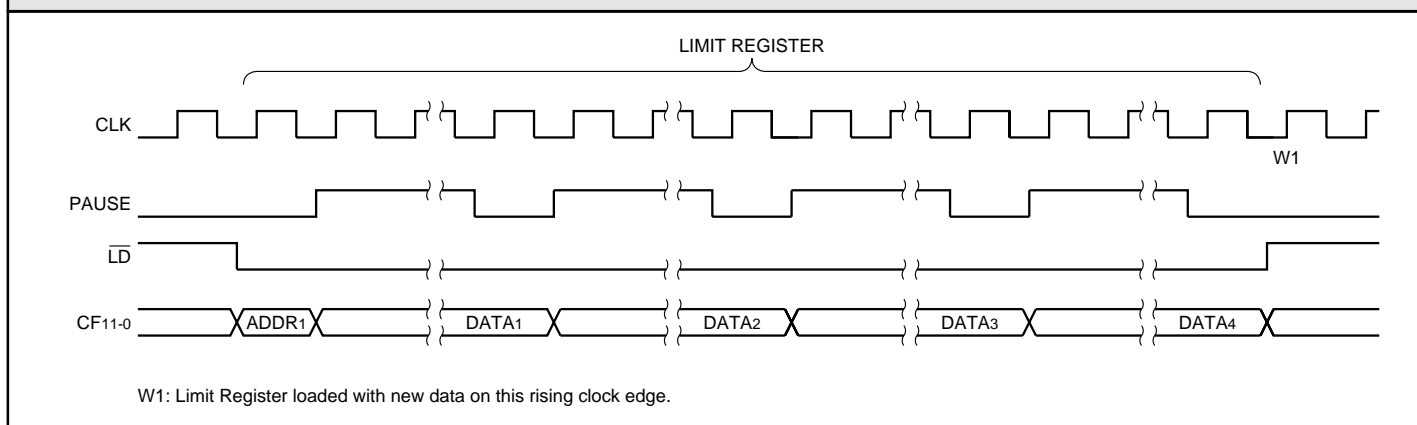 LIMIT REGISTER
CLK
W1
PAUSE
LD
CF11-0 ADDR1 DATA1 DATA2 DATA3 DATA4
W1: Limit Register loaded with new data on this rising clock edge.